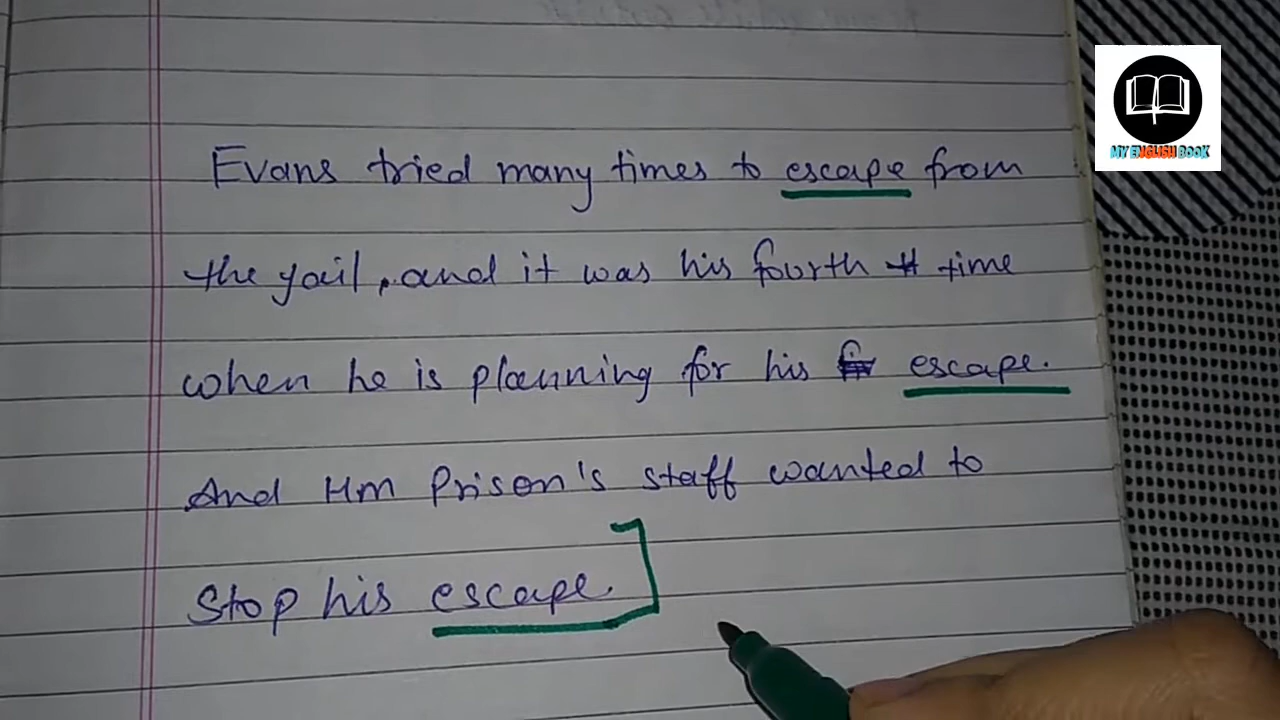 MY ENGLISH BOOK
Evans tried many times to escape from
the yail, and it was his fourth time
when he is planning for his escape.
And HM Prison's staff wanted to
Stop his escape.